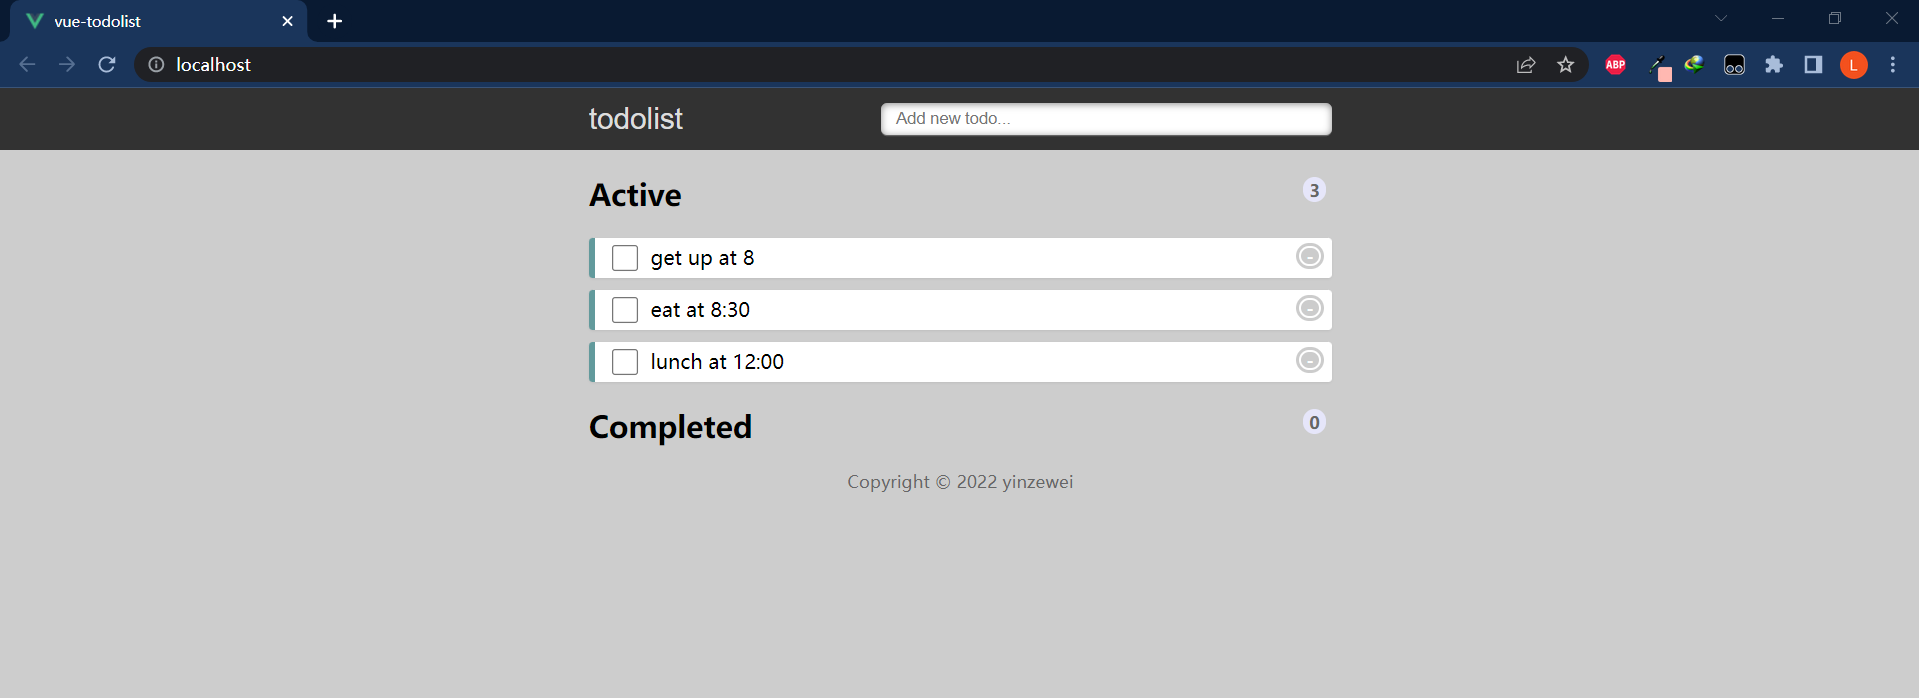 vue-todolist
localhost
ABP
L
todolist
Add new todo...
Active
3
get up at 8
-
eat at 8:30
-
lunch at 12:00
-
Completed
0
Copyright © 2022 yinzewei